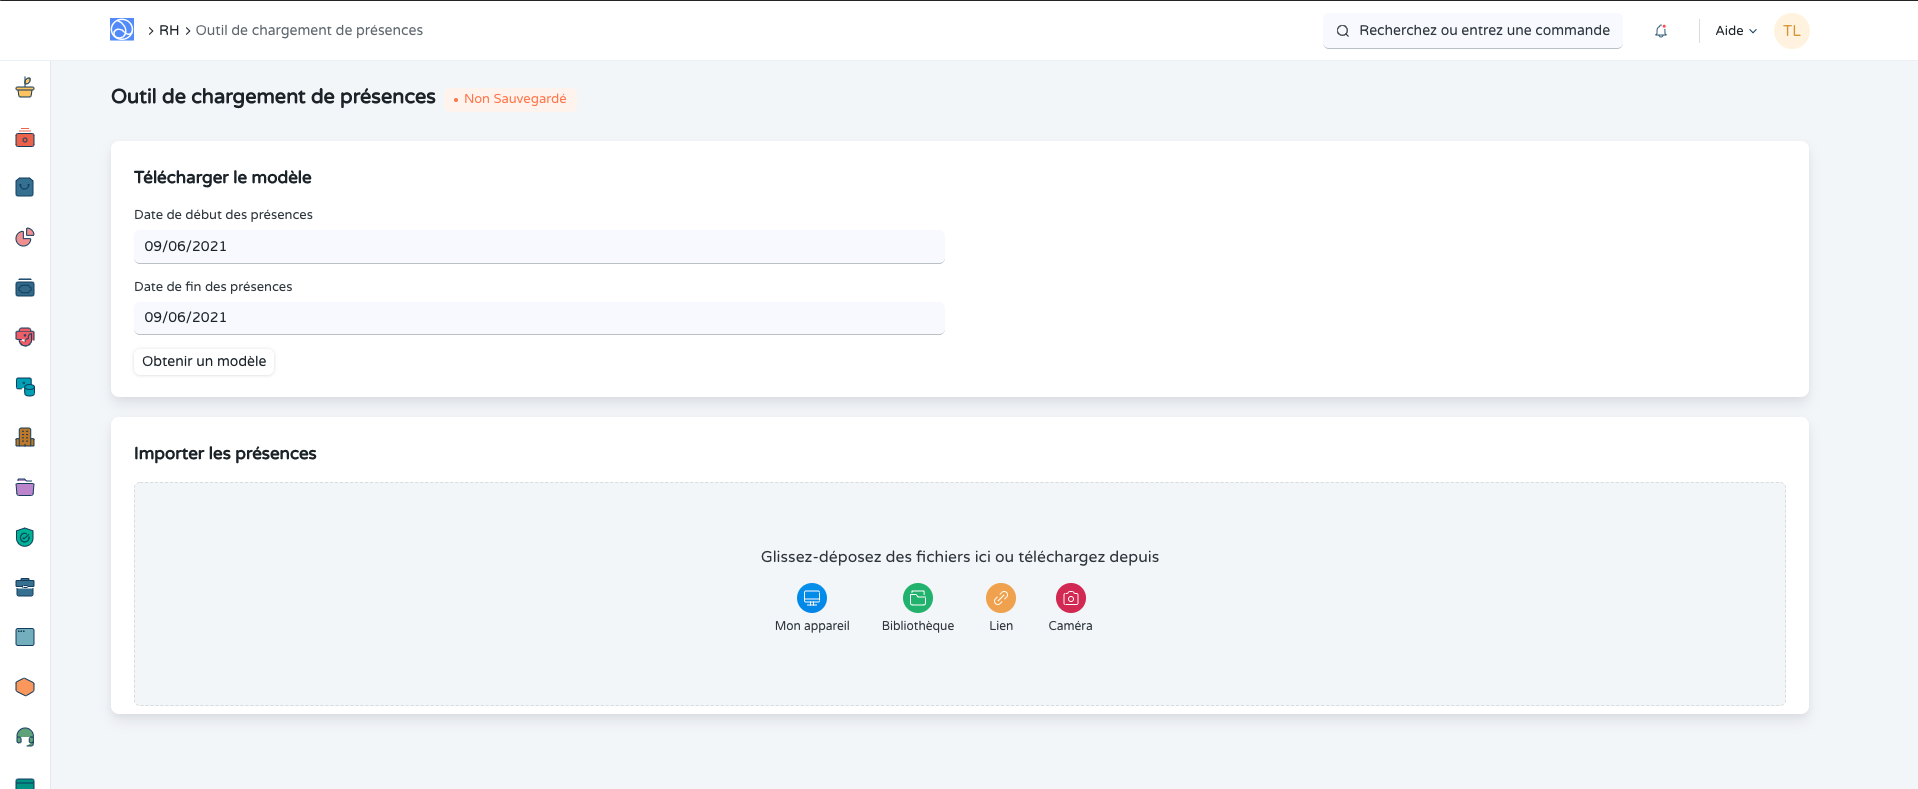 RH
Outil de chargement de présences
Recherchez ou entrez une commande
Aide
TL
Outil de chargement de présences
Non Sauvegardé
Télécharger le modèle
Date de début des présences
09/06/2021
Date de fin des présences
09/06/2021
Obtenir un modèle
Importer les présences
Glissez-déposez des fichiers ici ou téléchargez depuis
Mon appareil
Bibliothèque
Lien
Caméra